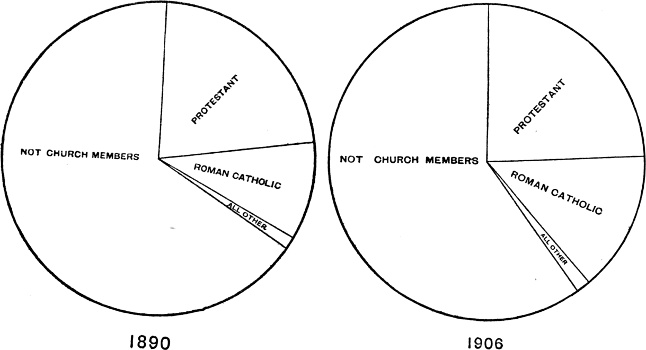 PROTESTANT
NOT CHURCH MEMBERS
ROMAN CATHOLIC
ALL OTHER
1890
PROTESTANT
NOT CHURCH MEMBERS
ROMAN CATHOLIC
ALL OTHER
1906